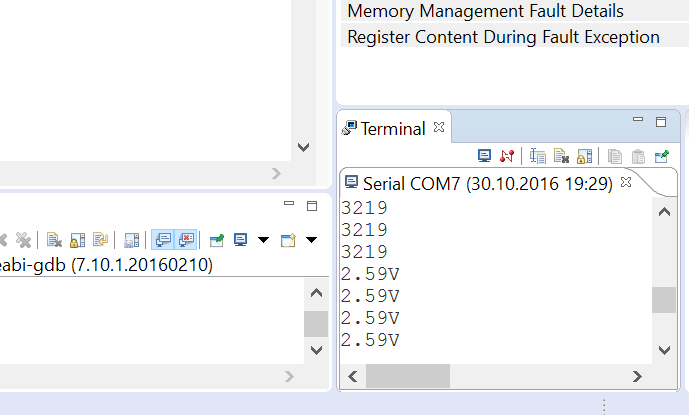 Memory Management Fault Details
Register Content During Fault Exception
Terminal
Serial COM7 (30.10.2016 19:29)
3219
3219
3219
2.59V
2.59V
2.59V
2.59V
eabi-gdb (7.10.1.20160210)